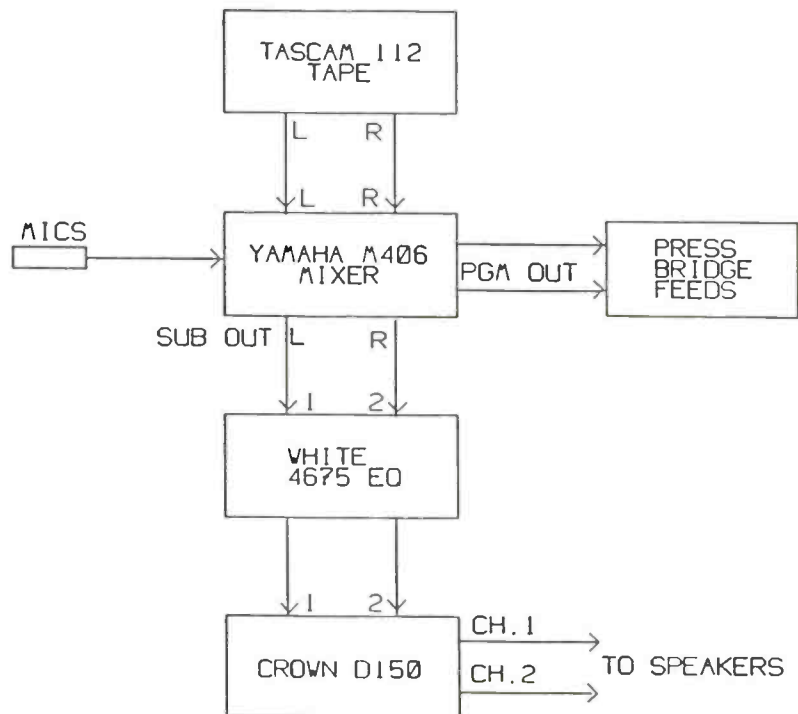 TASCAM 112
TAPE
L R
L R
MICS
YAMAHA M406
MIXER
PGM OUT
PRESS
BRIDGE
FEEDS
SUB OUT L R
1 2
WHITE
4675 EQ
1 2
CROWN D150
CH.1
CH.2
TO SPEAKERS